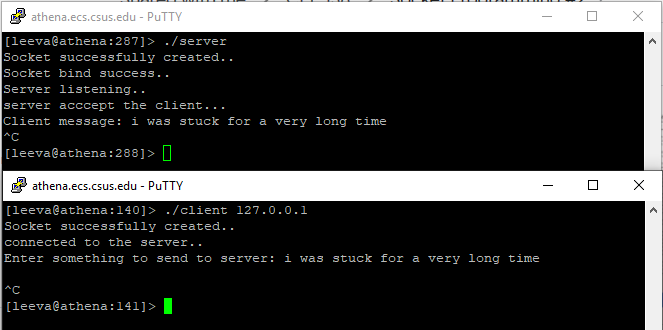 athena.ecs.csus.edu - PuTTY
[leeva@athena:287]> ./server
Socket successfully created..
Socket bind success..
Server listening..
server acccept the client...
Client message: i was stuck for a very long time
^C
[leeva@athena:288]>
athena.ecs.csus.edu - PuTTY
[leeva@athena:140]> ./client 127.0.0.1
Socket successfully created..
connected to the server..
Enter something to send to server: i was stuck for a very long time
^C
[leeva@athena:141]>